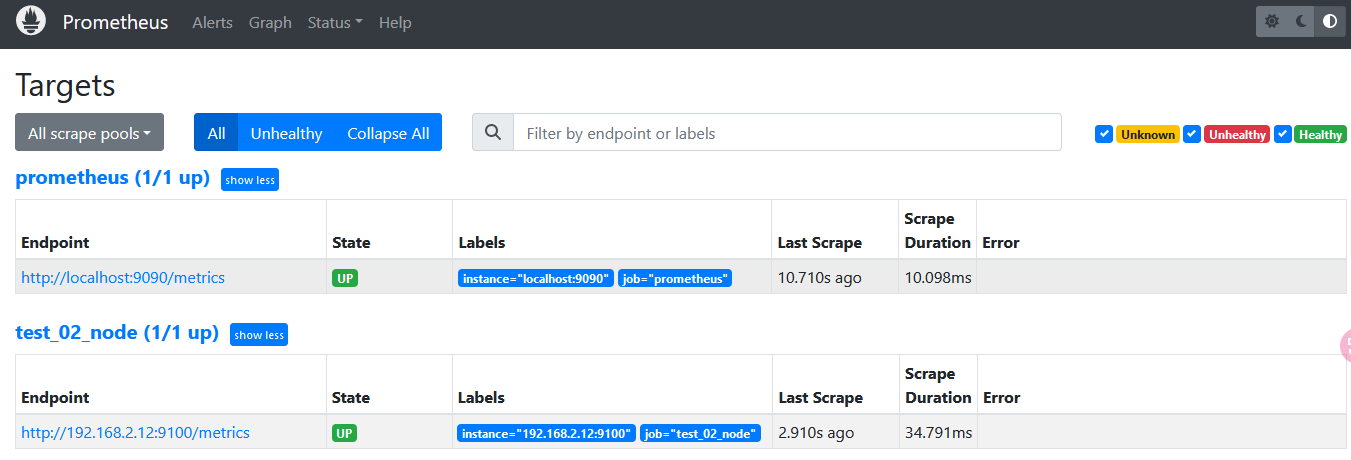 Prometheus Alerts Graph Status Help
Targets
All scrape pools All Unhealthy Collapse All Filter by endpoint or labels Unknown Unhealthy Healthy
prometheus (1/1 up) show less
Endpoint State Labels Last Scrape Scrape Duration Error
http://localhost:9090/metrics UP instance="localhost:9090" job="prometheus" 10.710s ago 10.098ms
test_02_node (1/1 up) show less
Endpoint State Labels Last Scrape Scrape Duration Error
http://192.168.2.12:9100/metrics UP instance="192.168.2.12:9100" job="test_02_node" 2.910s ago 34.791ms